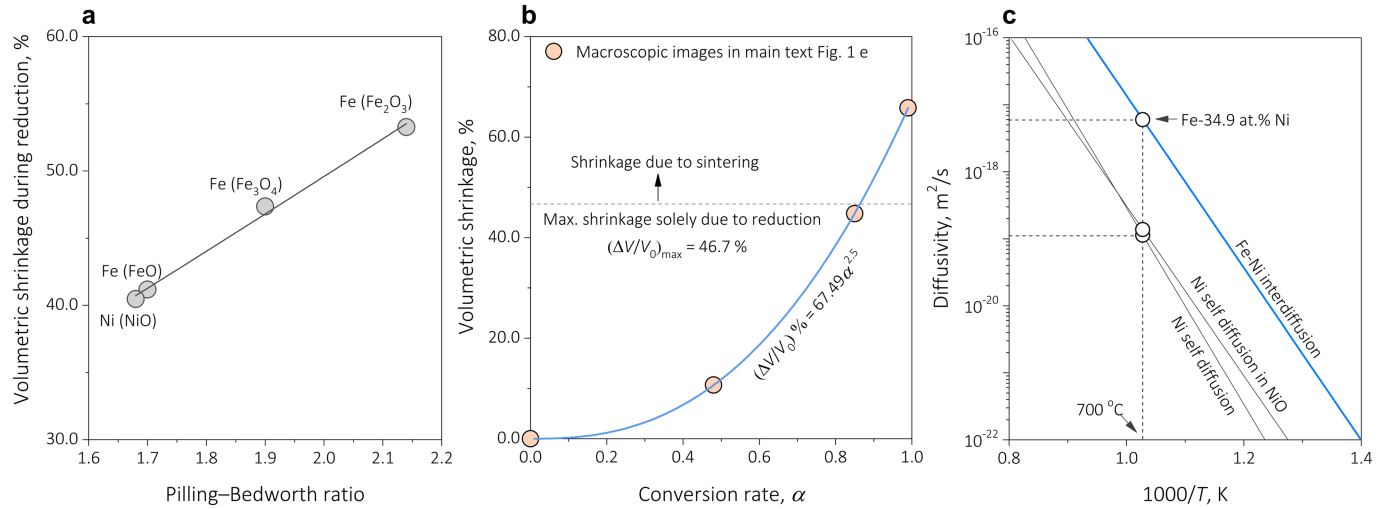 a
Volumetric shrinkage during reduction, %
60.0
50.0
40.0
30.0
Fe (Fe₂O₃)
Fe (Fe₃O₄)
Fe (FeO)
Ni (NiO)
1.6 1.7 1.8 1.9 2.0 2.1 2.2
Pilling–Bedworth ratio
b
Volumetric shrinkage, %
80.0
60.0
40.0
20.0
0.0
Macroscopic images in main text Fig. 1 e
Shrinkage due to sintering
Max. shrinkage solely due to reduction
(ΔV/V₀)max = 46.7 %
(ΔV/V₀) % = 67.49α²·⁵
0.0 0.2 0.4 0.6 0.8 1.0
Conversion rate, α
c
Diffusivity, m²/s
10⁻¹⁶
10⁻¹⁸
10⁻²⁰
10⁻²²
Fe-34.9 at.% Ni
Fe-Ni interdiffusion
Ni self diffusion in NiO
Ni self diffusion
700 °C
0.8 1.0 1.2 1.4
1000/T, K